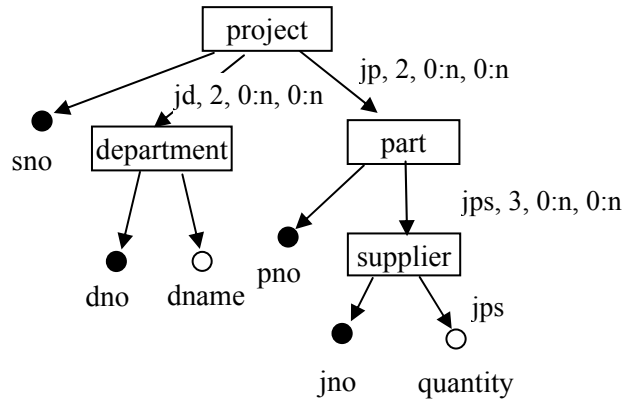 project
jp, 2, 0:n, 0:n
jd, 2, 0:n, 0:n
department
part
sno
jps, 3, 0:n, 0:n
pno
supplier
dno
dname
jps
jno
quantity